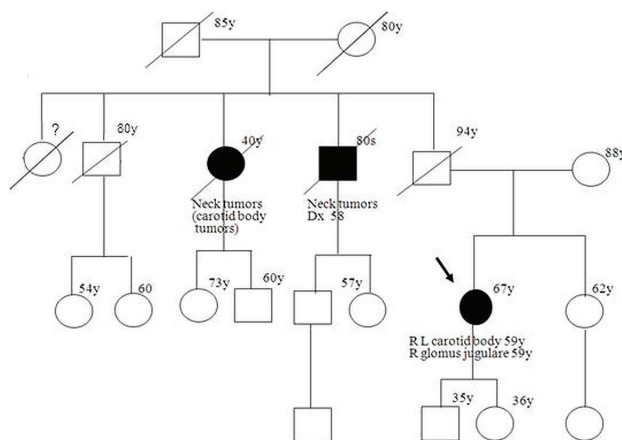 85y
80y
?
80y
40y
80s
94y
88y
Neck tumors
(carotid body
tumors)
Neck tumors
Dx 58
54y
60
73y
60y
57y
67y
62y
R L carotid body 59y
R glomus jugulare 59y
35y
36y